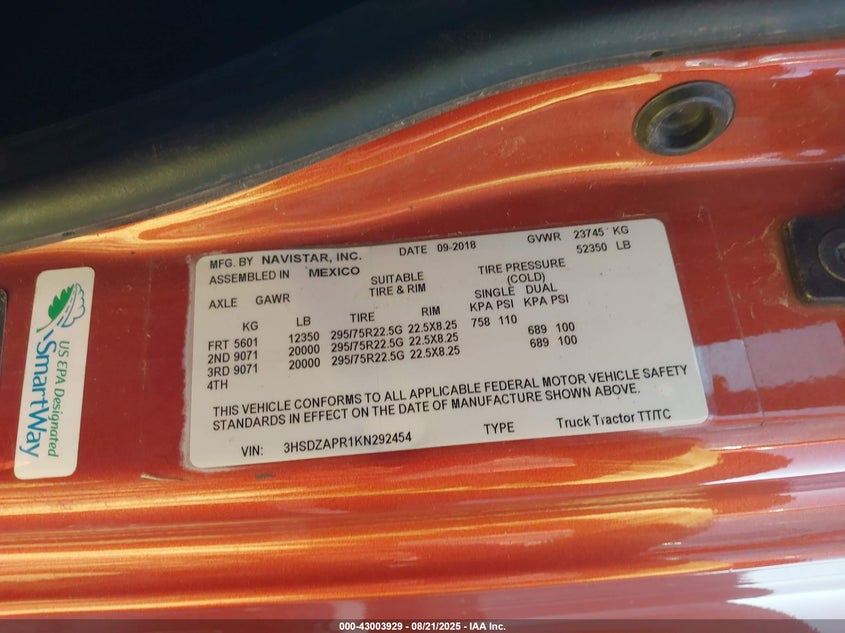 MFG. BY NAVISTAR, INC. DATE 09-2018 GVWR 23745 KG
52350 LB
ASSEMBLED IN MEXICO SUITABLE TIRE PRESSURE
AXLE GAWR TIRE & RIM (COLD)
SINGLE DUAL
KG LB TIRE RIM KPA PSI KPA PSI
FRT 5601 12350 295/75R22.5G 22.5X8.25 758 110
2ND 9071 20000 295/75R22.5G 22.5X8.25 689 100
3RD 9071 20000 295/75R22.5G 22.5X8.25 689 100
4TH
THIS VEHICLE CONFORMS TO ALL APPLICABLE FEDERAL MOTOR VEHICLE SAFETY
STANDARDS IN EFFECT ON THE DATE OF MANUFACTURE SHOWN ABOVE.
VIN: 3HSDZAPR1KN292454 TYPE Truck Tractor TT/TC
US EPA Designated
SmartWay
000-43003929 - 08/21/2025 - IAA Inc.